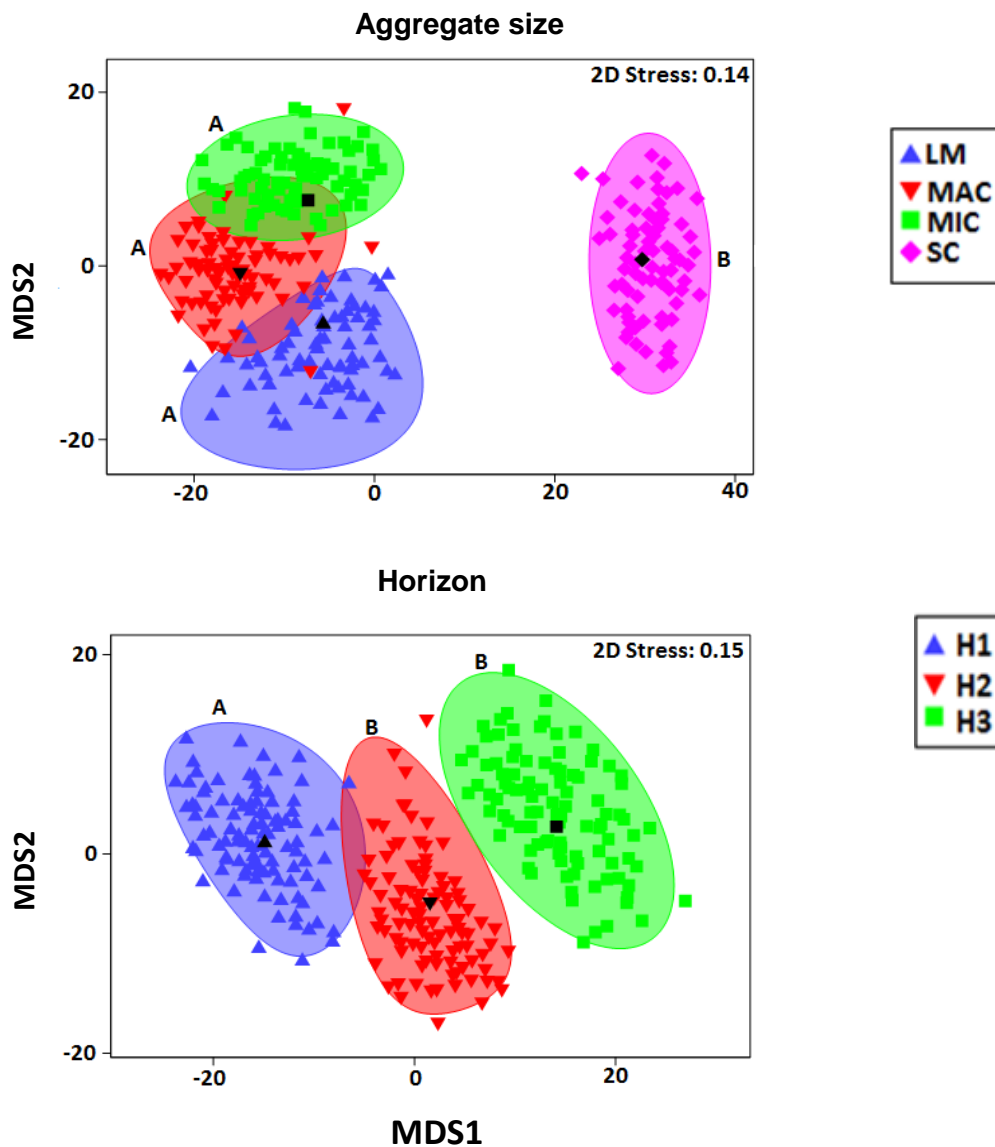 Aggregate size
2D Stress: 0.14
20
0
-20
MDS2
A
A
A
B
-20 0 20 40
LM
MAC
MIC
SC
Horizon
2D Stress: 0.15
20
0
-20
MDS2
A
B
B
-20 0 20
MDS1
H1
H2
H3